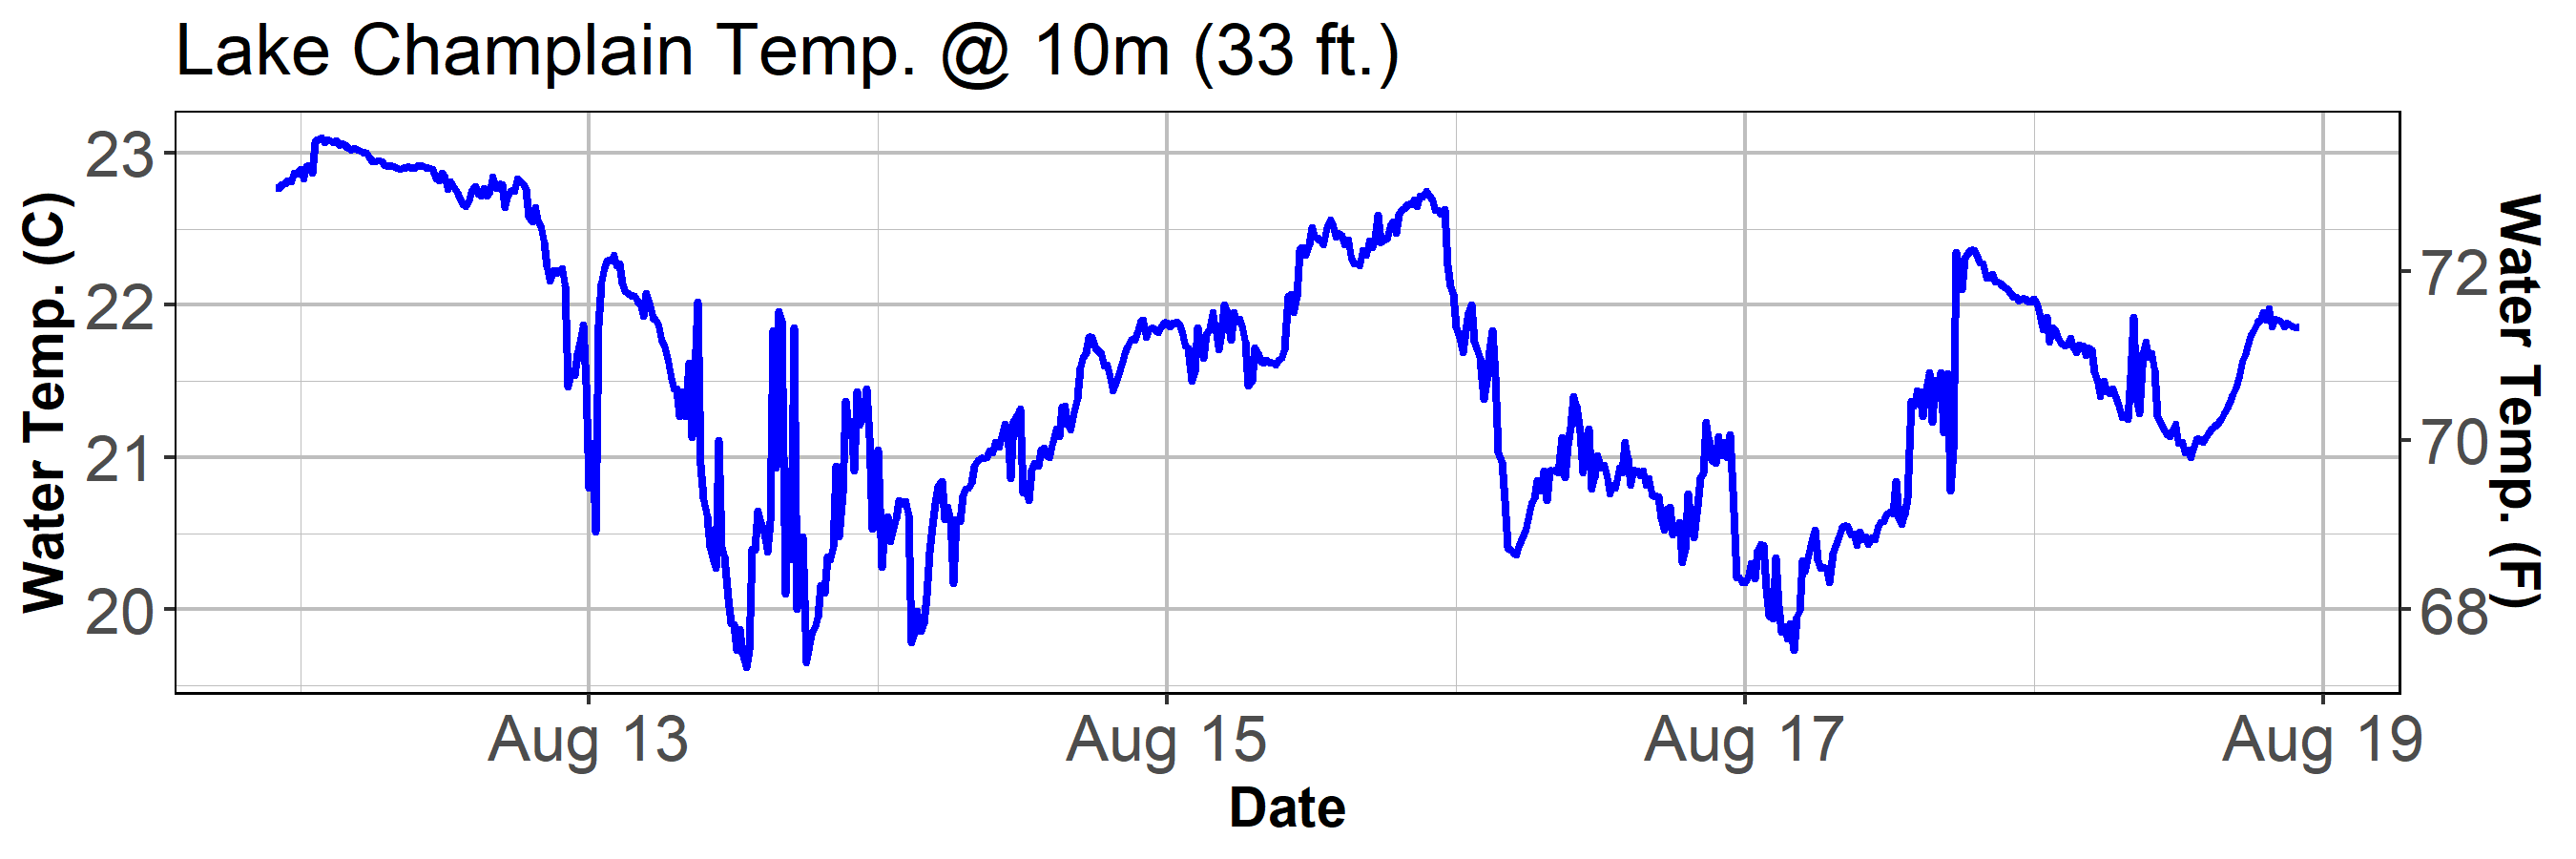 Lake Champlain Temp. @ 10m (33 ft.)
Water Temp. (C)
23
22
21
20
72
70
68
Water Temp. (F)
Aug 13
Aug 15
Aug 17
Aug 19
Date